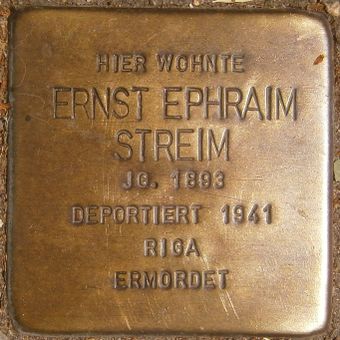 HIER WOHNTE
ERNST EPHRAIM
STREIM
JG. 1893
DEPORTIERT 1941
RIGA
ERMORDET